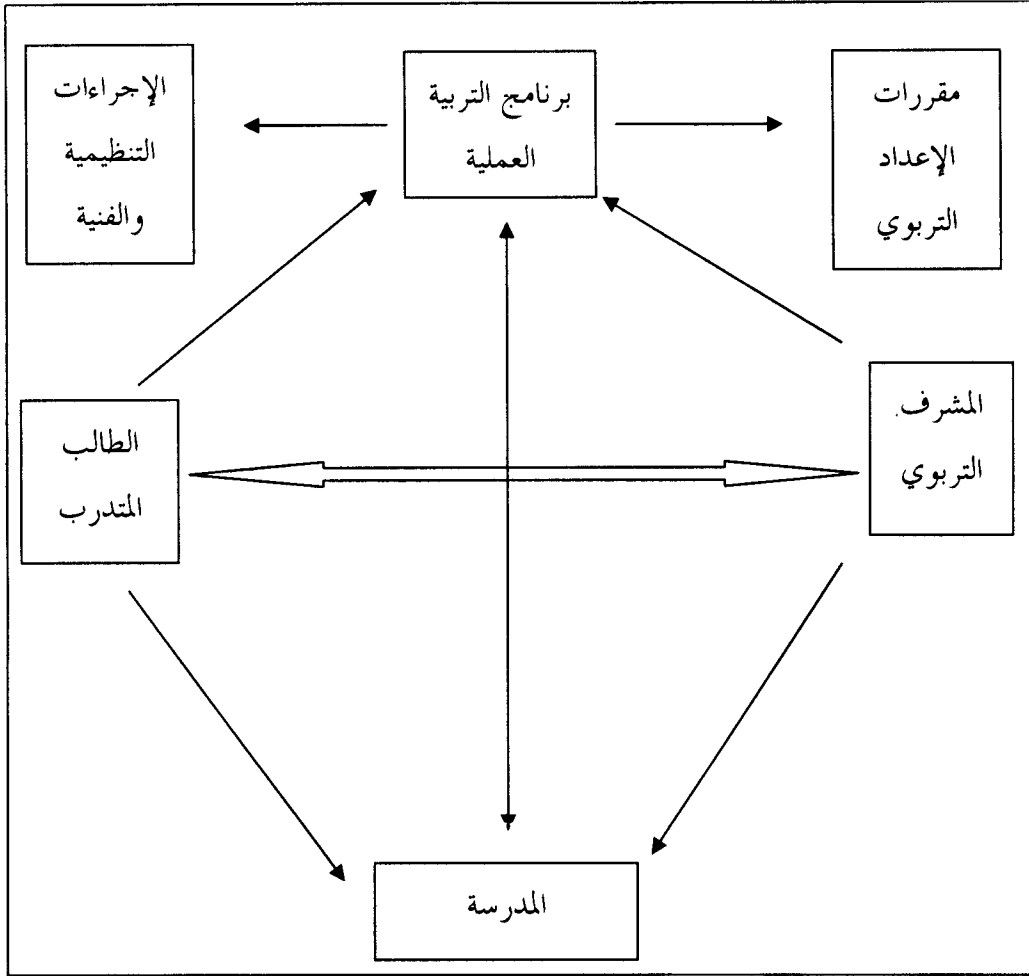 مقررات
الإعداد
التربوي
برنامج التربية
العملية
الإجراءات
التنظيمية
والفنية
المشرف
التربوي
الطالب
المتدرب
المدرسة